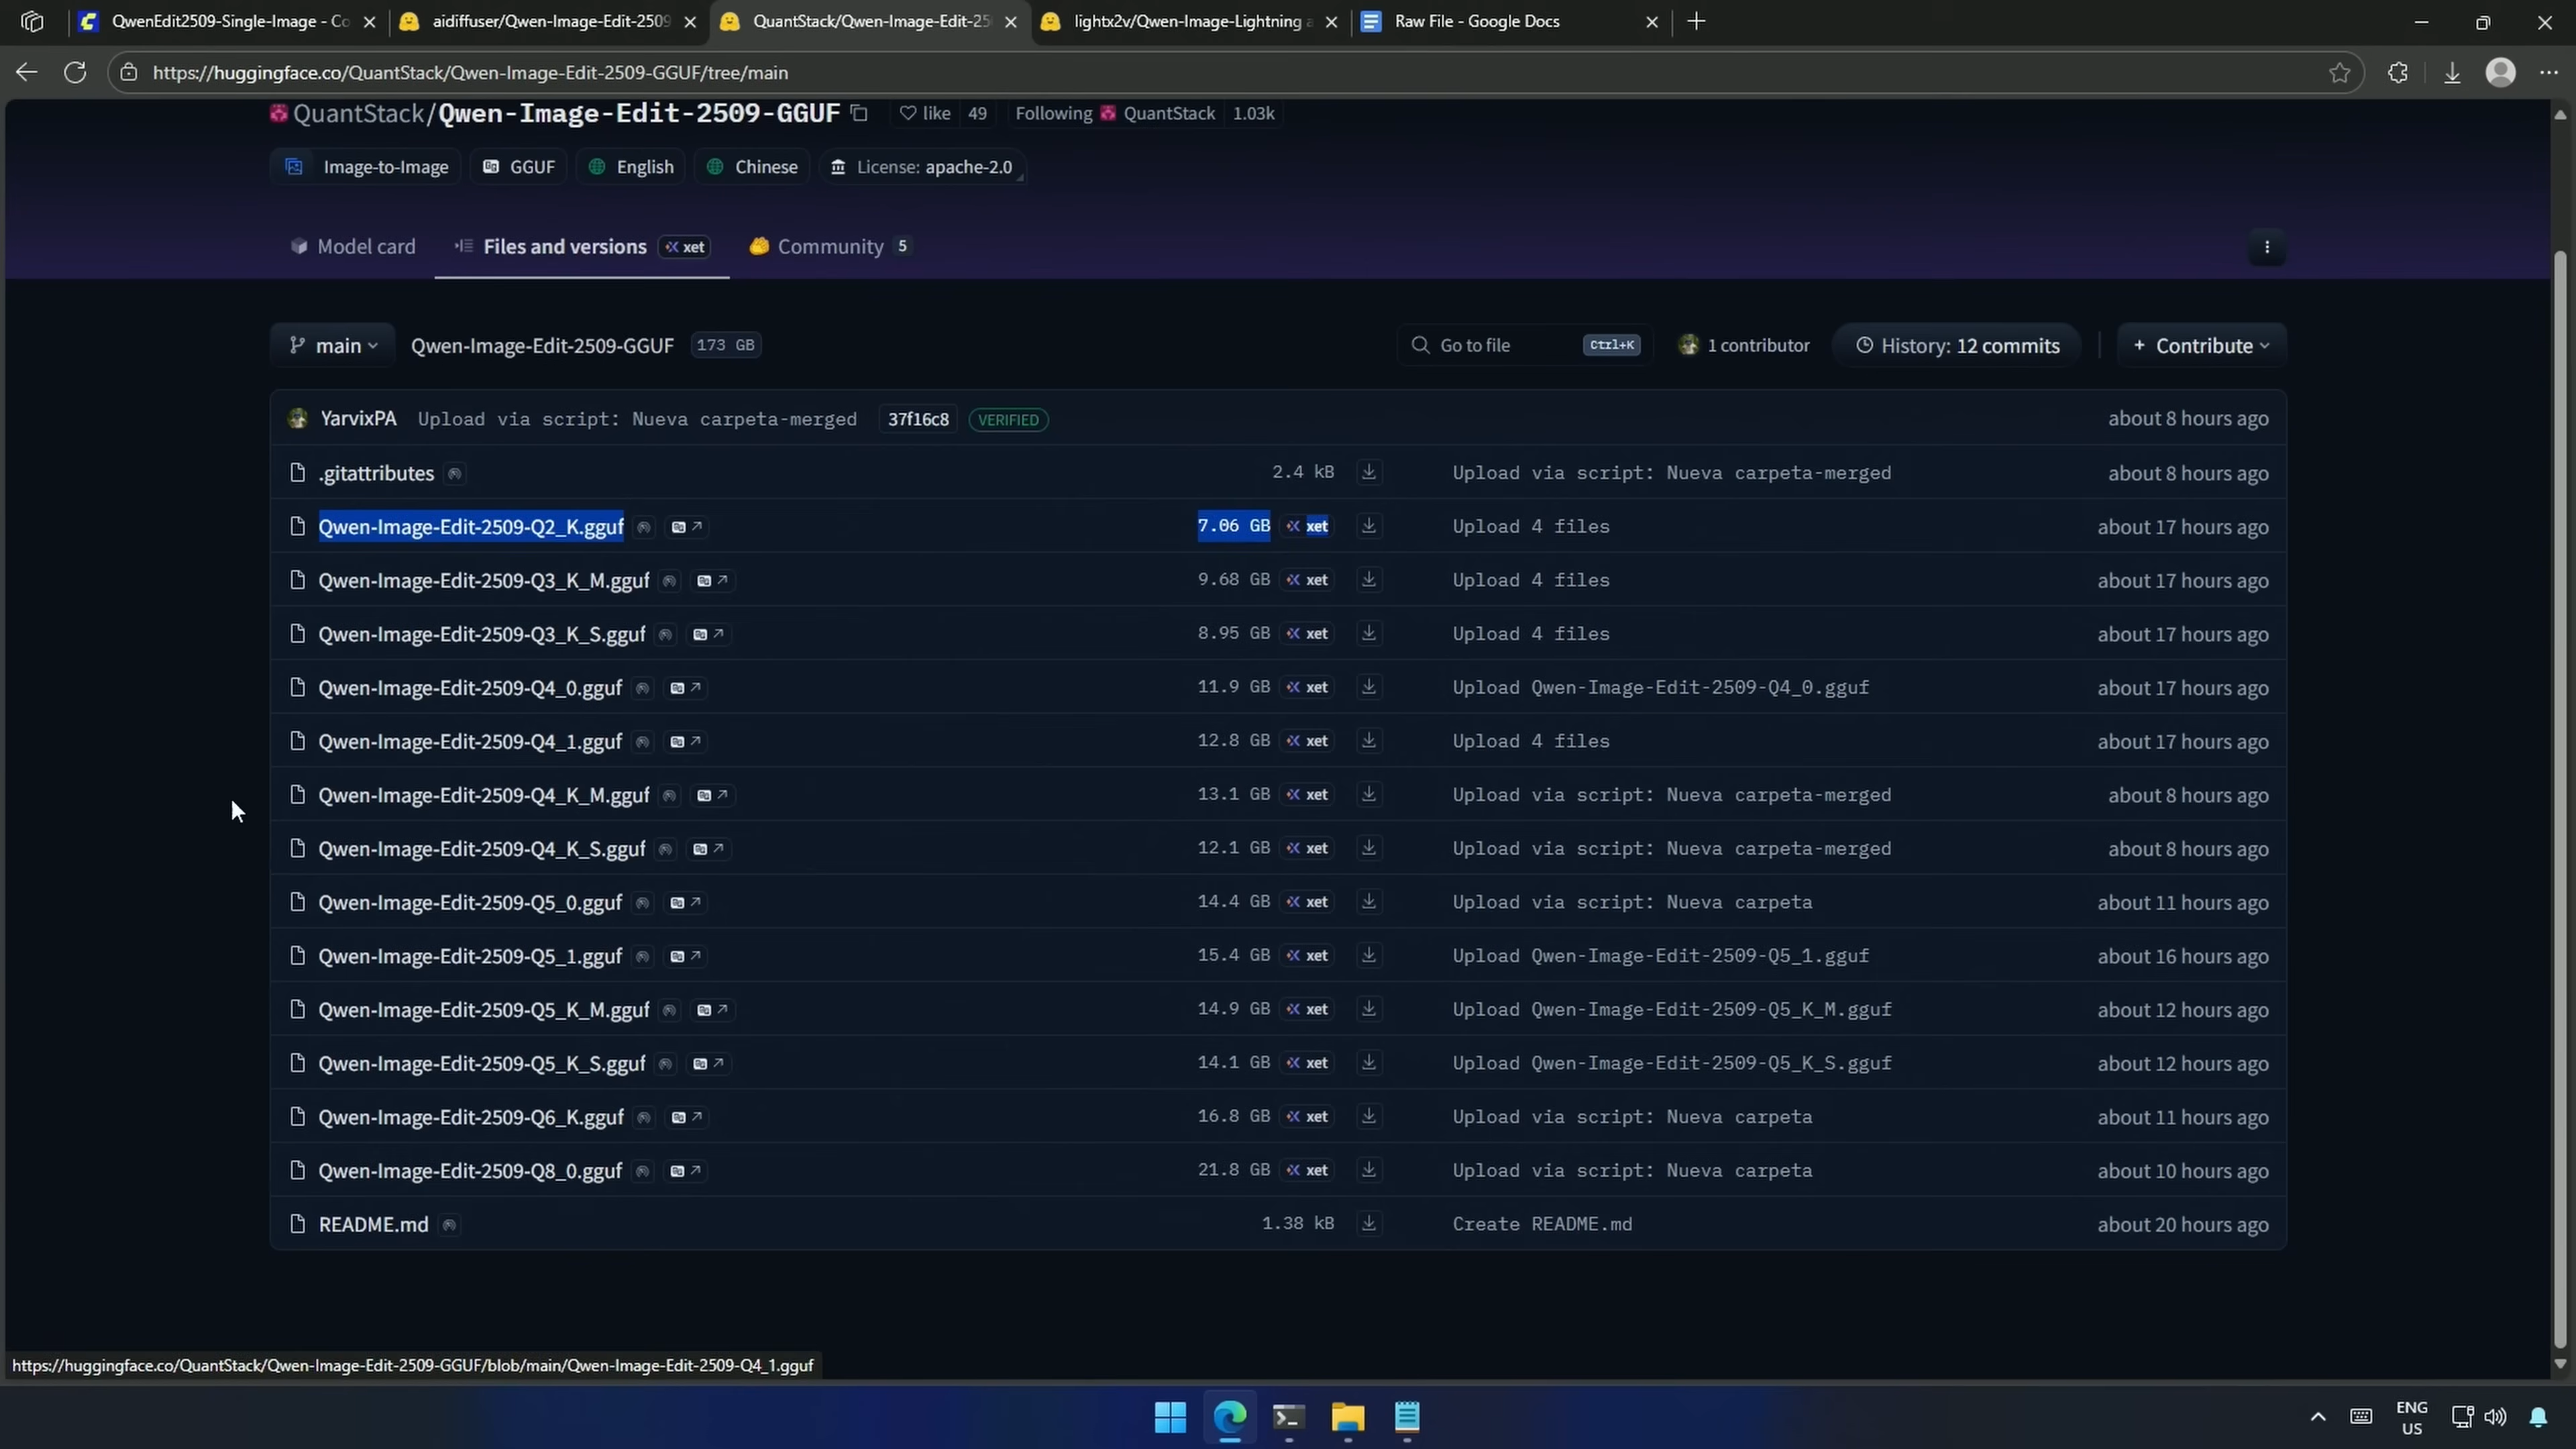 QwenEdit2509-Single-Image - Co
aidiffuser/Qwen-Image-Edit-2509
QuantStack/Qwen-Image-Edit-25
lightx2v/Qwen-Image-Lightning a
Raw File - Google Docs
https://huggingface.co/QuantStack/Qwen-Image-Edit-2509-GGUF/tree/main
QuantStack/Qwen-Image-Edit-2509-GGUF like 49 Following QuantStack 1.03k
Image-to-Image GGUF English Chinese License: apache-2.0
Model card Files and versions xet Community 5
main Qwen-Image-Edit-2509-GGUF 173 GB Go to file Ctrl+K 1 contributor History: 12 commits + Contribute
YarvixPA Upload via script: Nueva carpeta-merged 37f16c8 VERIFIED about 8 hours ago
.gitattributes 2.4 kB Upload via script: Nueva carpeta-merged about 8 hours ago
Qwen-Image-Edit-2509-Q2_K.gguf 7.06 GB xet Upload 4 files about 17 hours ago
Qwen-Image-Edit-2509-Q3_K_M.gguf 9.68 GB xet Upload 4 files about 17 hours ago
Qwen-Image-Edit-2509-Q3_K_S.gguf 8.95 GB xet Upload 4 files about 17 hours ago
Qwen-Image-Edit-2509-Q4_0.gguf 11.9 GB xet Upload Qwen-Image-Edit-2509-Q4_0.gguf about 17 hours ago
Qwen-Image-Edit-2509-Q4_1.gguf 12.8 GB xet Upload 4 files about 17 hours ago
Qwen-Image-Edit-2509-Q4_K_M.gguf 13.1 GB xet Upload via script: Nueva carpeta-merged about 8 hours ago
Qwen-Image-Edit-2509-Q4_K_S.gguf 12.1 GB xet Upload via script: Nueva carpeta-merged about 8 hours ago
Qwen-Image-Edit-2509-Q5_0.gguf 14.4 GB xet Upload via script: Nueva carpeta about 11 hours ago
Qwen-Image-Edit-2509-Q5_1.gguf 15.4 GB xet Upload Qwen-Image-Edit-2509-Q5_1.gguf about 16 hours ago
Qwen-Image-Edit-2509-Q5_K_M.gguf 14.9 GB xet Upload Qwen-Image-Edit-2509-Q5_K_M.gguf about 12 hours ago
Qwen-Image-Edit-2509-Q5_K_S.gguf 14.1 GB xet Upload Qwen-Image-Edit-2509-Q5_K_S.gguf about 12 hours ago
Qwen-Image-Edit-2509-Q6_K.gguf 16.8 GB xet Upload via script: Nueva carpeta about 11 hours ago
Qwen-Image-Edit-2509-Q8_0.gguf 21.8 GB xet Upload via script: Nueva carpeta about 10 hours ago
README.md 1.38 kB Create README.md about 20 hours ago
https://huggingface.co/QuantStack/Qwen-Image-Edit-2509-GGUF/blob/main/Qwen-Image-Edit-2509-Q4_1.gguf
ENG
US